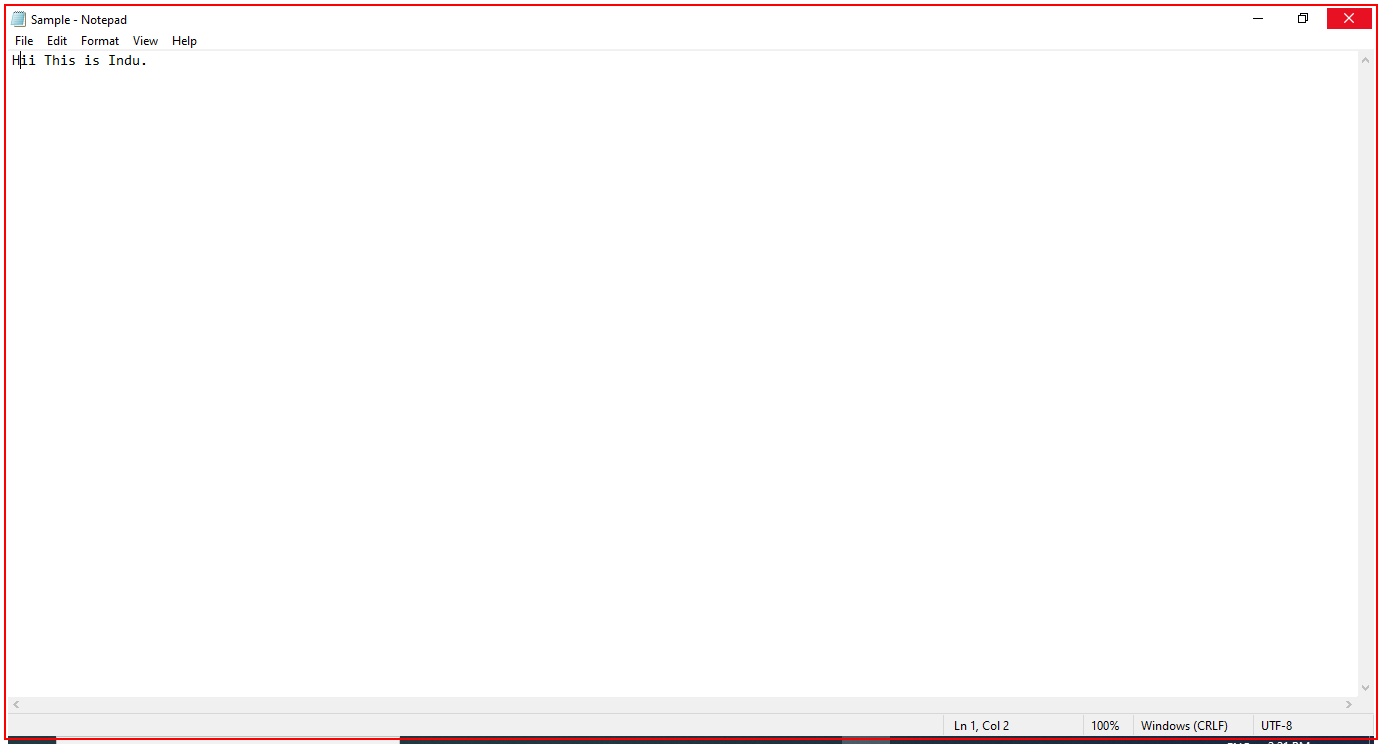 Sample - Notepad
File Edit Format View Help
Hii This is Indu.
Ln 1, Col 2 100% Windows (CRLF) UTF-8